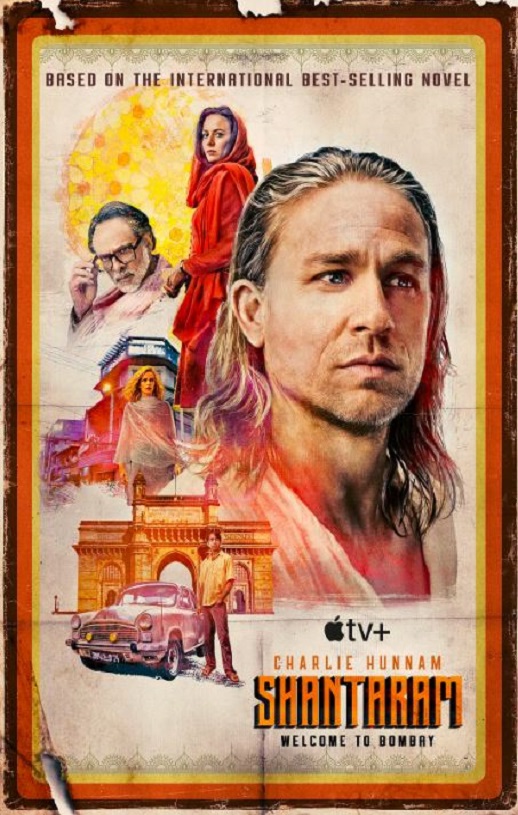 BASED ON THE INTERNATIONAL BEST-SELLING NOVEL
tv+
CHARLIE HUNNAM
SHANTARAM
WELCOME TO BOMBAY